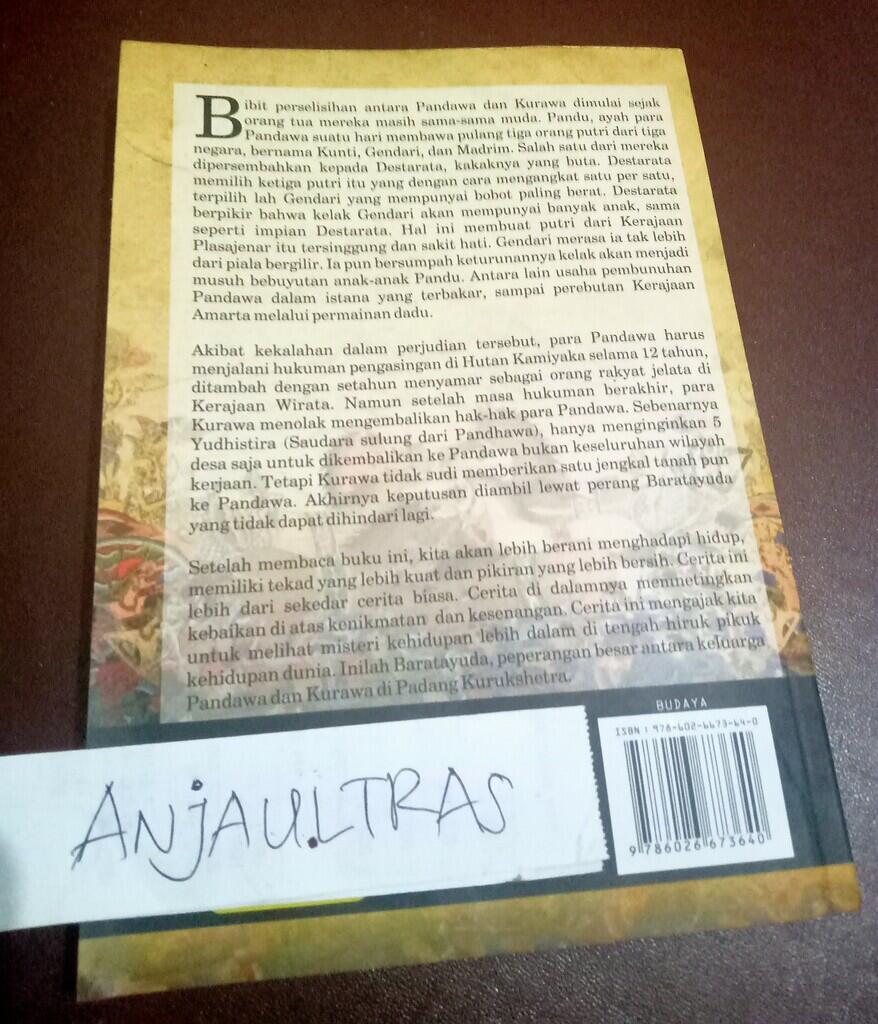 Bibit perselisihan antara Pandawa dan Kurawa dimulai sejak
orang tua mereka masih sama-sama muda. Pandu, ayah para
Pandawa suatu hari membawa pulang tiga orang putri dari tiga
negara, bernama Kunti, Gendari, dan Madrim. Salah satu dari mereka
dipersembahkan kepada Destarata, kakaknya yang buta. Destarata
memilih ketiga putri itu yang dengan cara mengangkat satu per satu,
terpilih lah Gendari yang mempunyai bobot paling berat. Destarata
berpikir bahwa kelak Gendari akan mempunyai banyak anak, sama
seperti impian Destarata. Hal ini membuat putri dari Kerajaan
Plasajenar itu tersinggung dan sakit hati. Gendari merasa ia tak lebih
dari piala bergilir. Ia pun bersumpah keturunannya kelak akan menjadi
musuh bebuyutan anak-anak Pandu. Antara lain usaha pembunuhan
Pandawa dalam istana yang terbakar, sampai perebutan Kerajaan
Amarta melalui permainan dadu.
Akibat kekalahan dalam perjudian tersebut, para Pandawa harus
menjalani hukuman pengasingan di Hutan Kamiyaka selama 12 tahun,
ditambah dengan setahun menyamar sebagai orang rakyat jelata di
Kerajaan Wirata. Namun setelah masa hukuman berakhir, para
Kurawa menolak mengembalikan hak-hak para Pandawa. Sebenarnya
Yudhistira (Saudara sulung dari Pandhawa), hanya menginginkan 5
desa saja untuk dikembalikan ke Pandawa bukan keseluruhan wilayah
kerjaan. Tetapi Kurawa tidak sudi memberikan satu jengkal tanah pun
ke Pandawa. Akhirnya keputusan diambil lewat perang Baratayuda
yang tidak dapat dihindari lagi.
Setelah membaca buku ini, kita akan lebih berani menghadapi hidup,
memiliki tekad yang lebih kuat dan pikiran yang lebih bersih. Cerita ini
lebih dari sekedar cerita biasa. Cerita di dalamnya menmetingkan
kebaikan di atas kenikmatan dan kesenangan. Cerita ini mengajak kita
untuk melihat misteri kehidupan lebih dalam di tengah hiruk pikuk
kehidupan dunia. Inilah Baratayuda, peperangan besar antara keluarga
Pandawa dan Kurawa di Padang Kurukshetra.
BUDAYA
ISBN : 978-602-6673-64-0
9 786026 673640
ANjAU.LTRAS